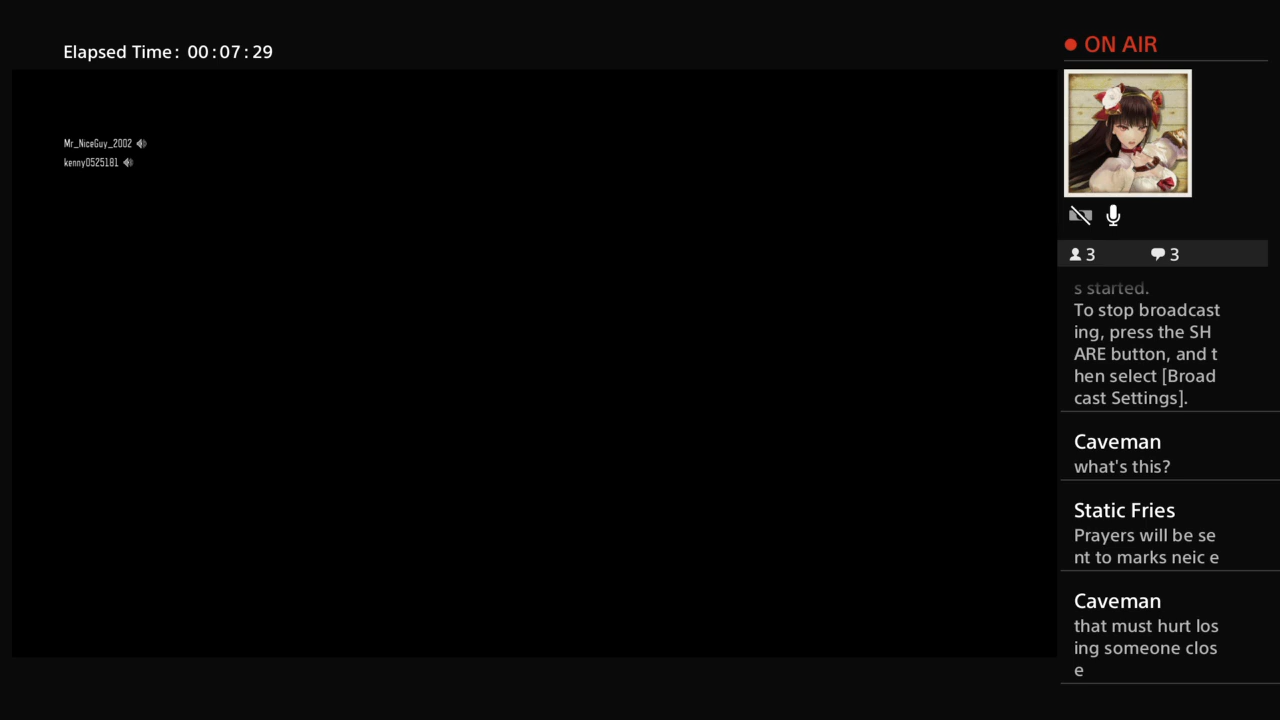 Elapsed Time: 00:07:29
ON AIR
Mr_NiceGuy_2002
kenny0525181
3 3
s started.
To stop broadcast
ing, press the SH
ARE button, and t
hen select [Broad
cast Settings].
Caveman
what's this?
Static Fries
Prayers will be se
nt to marks neic e
Caveman
that must hurt los
ing someone clos
e